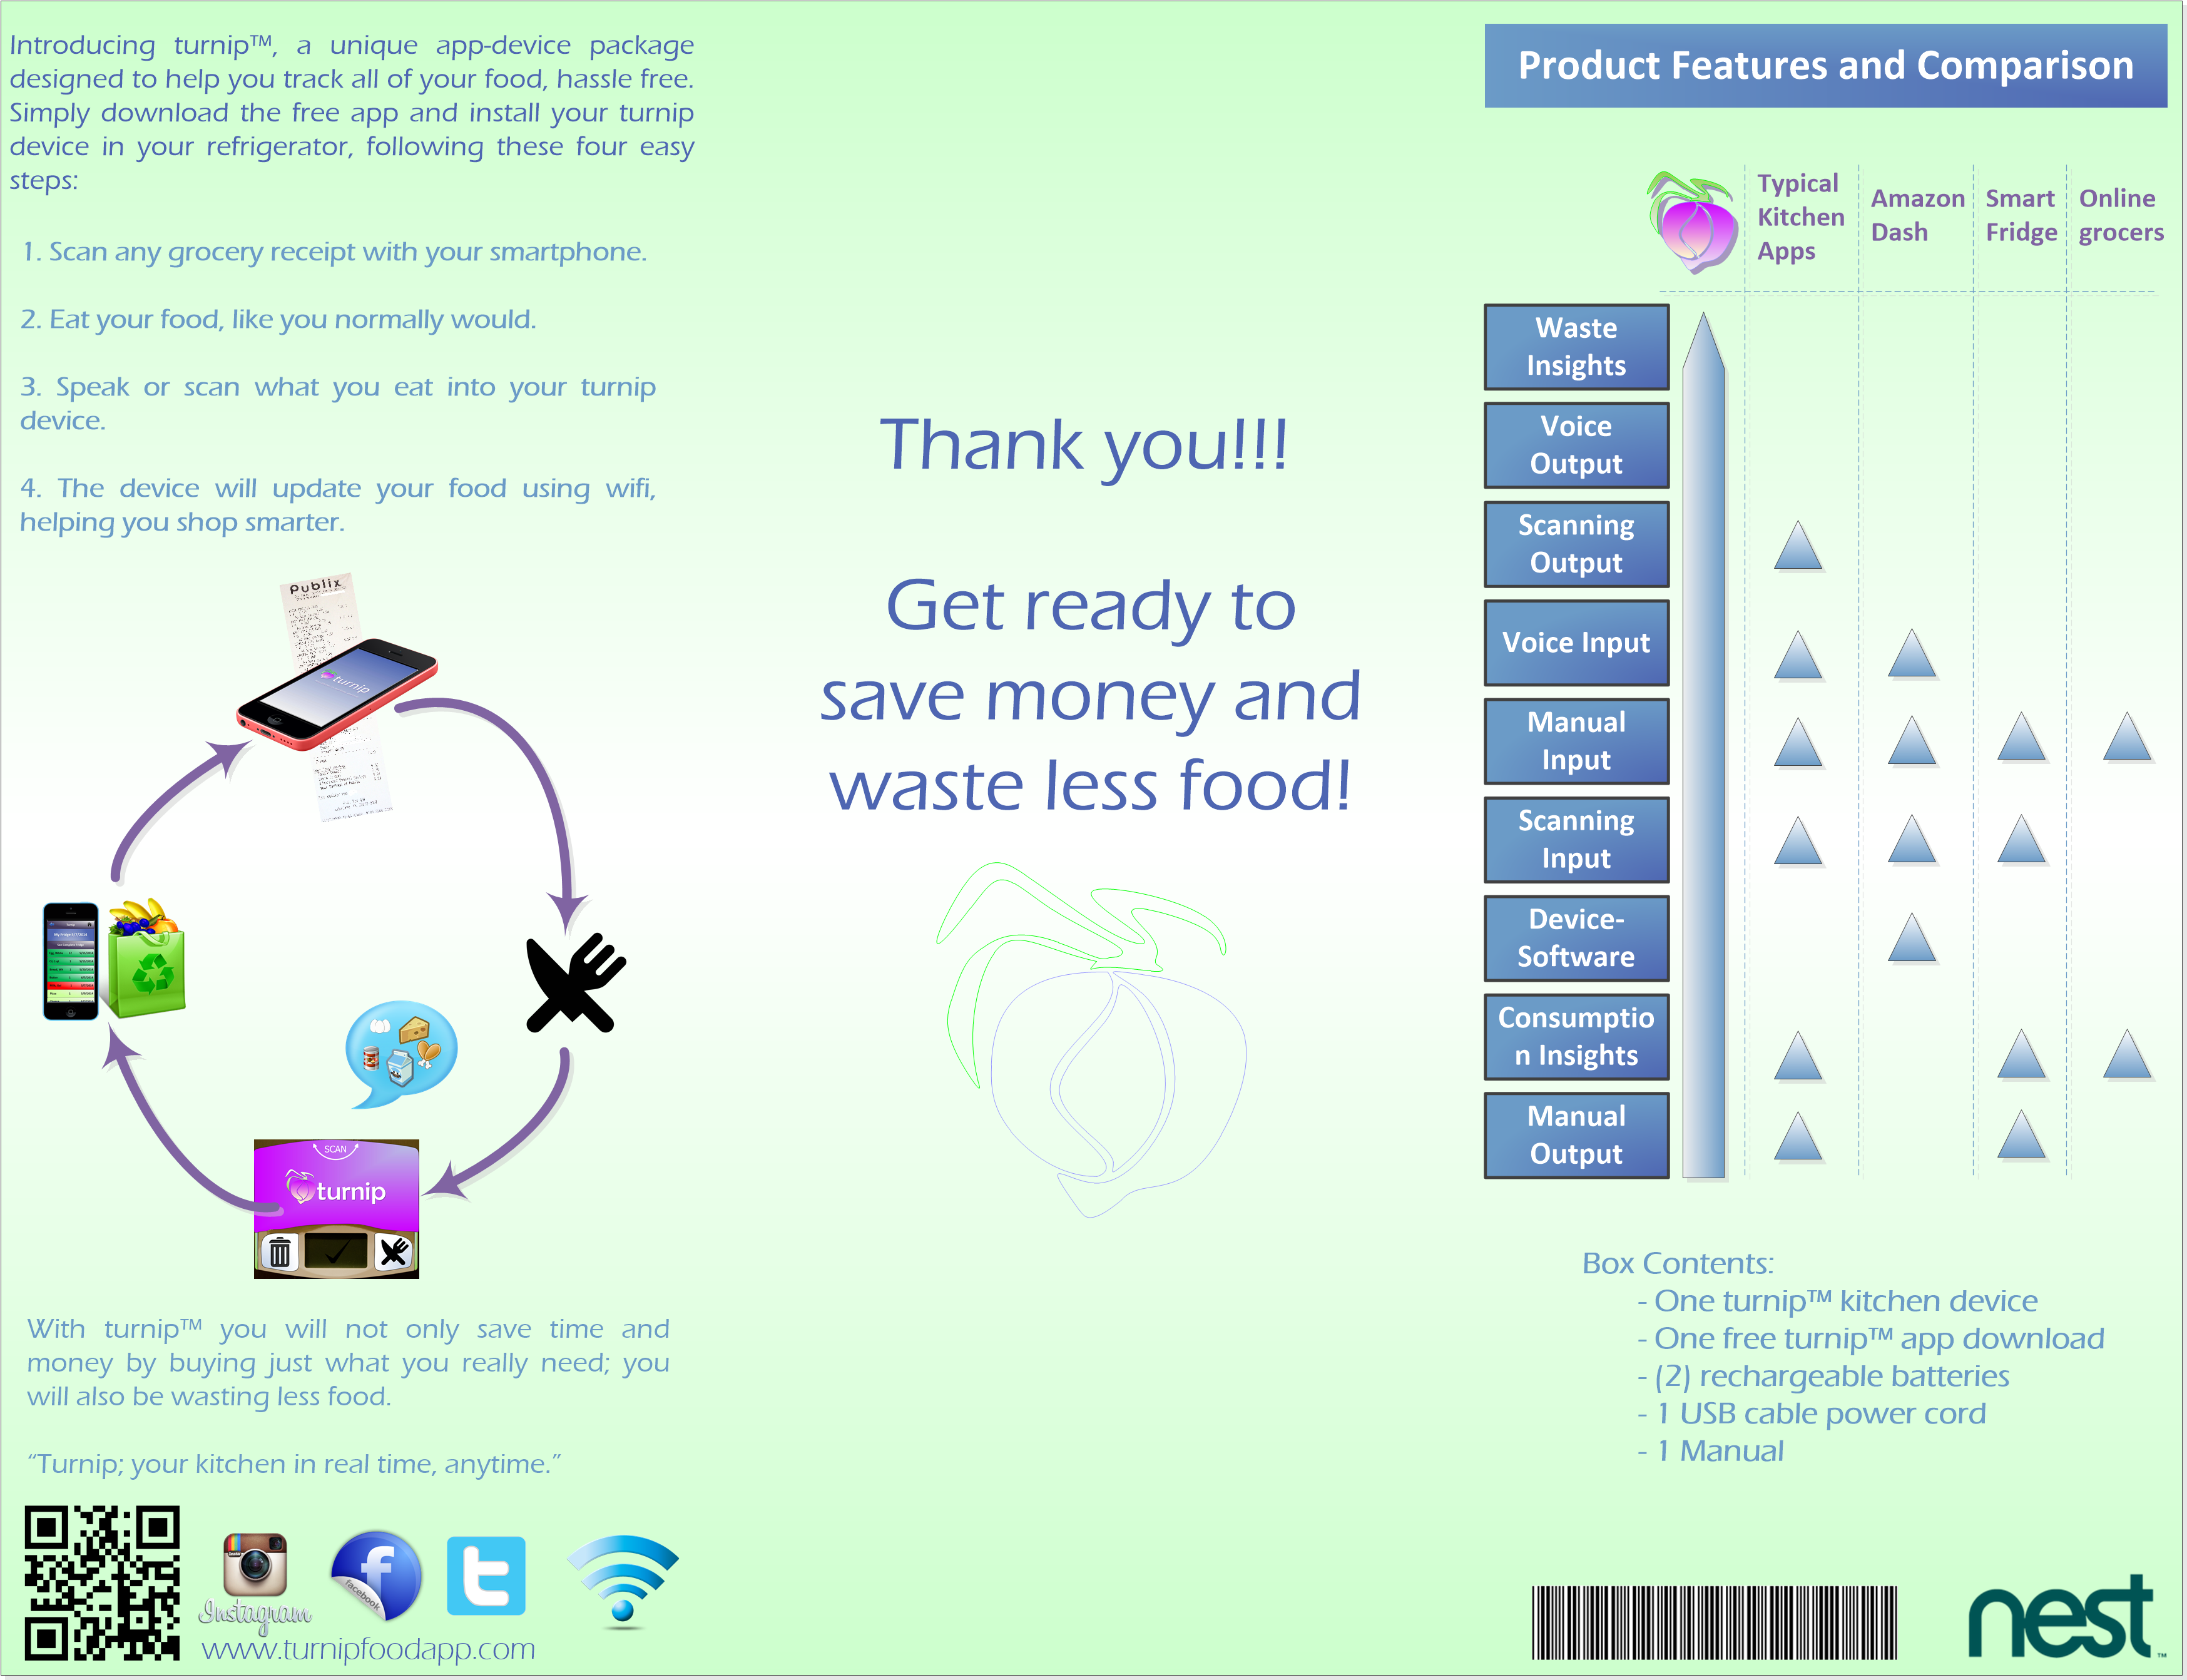 Introducing turnip™, a unique app-device package
designed to help you track all of your food, hassle free.
Simply download the free app and install your turnip
device in your refrigerator, following these four easy
steps:
1. Scan any grocery receipt with your smartphone.
2. Eat your food, like you normally would.
3. Speak or scan what you eat into your turnip
device.
4. The device will update your food using wifi,
helping you shop smarter.
Publix
turnip
SCAN
turnip
With turnip™ you will not only save time and
money by buying just what you really need; you
will also be wasting less food.
“Turnip; your kitchen in real time, anytime.”
Instagram
facebook
www.turnipfoodapp.com
Thank you!!!
Get ready to
save money and
waste less food!
Product Features and Comparison
Typical
Kitchen
Apps
Amazon
Dash
Smart
Fridge
Online
grocers
Waste
Insights
Voice
Output
Scanning
Output
Voice Input
Manual
Input
Scanning
Input
Device-
Software
Consumptio
n Insights
Manual
Output
Box Contents:
- One turnip™ kitchen device
- One free turnip™ app download
- (2) rechargeable batteries
- 1 USB cable power cord
- 1 Manual
nest™